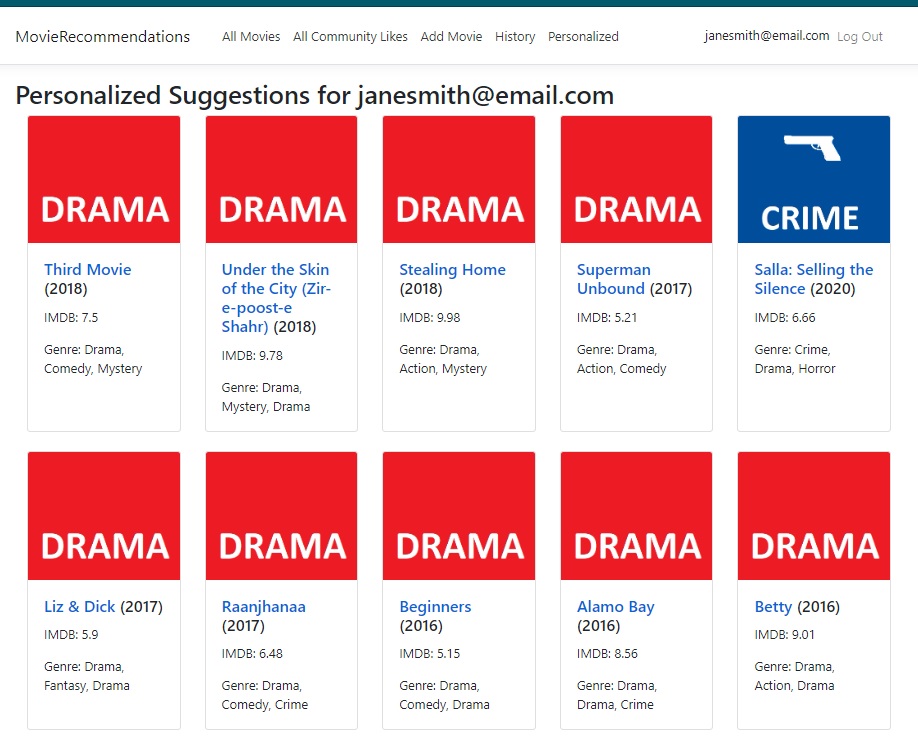 MovieRecommendations All Movies All Community Likes Add Movie History Personalized janesmith@email.com Log Out
Personalized Suggestions for janesmith@email.com
DRAMA
Third Movie
(2018)
IMDB: 7.5
Genre: Drama,
Comedy, Mystery
DRAMA
Under the Skin
of the City (Zir-
e-poost-e
Shahr) (2018)
IMDB: 9.78
Genre: Drama,
Mystery, Drama
DRAMA
Stealing Home
(2018)
IMDB: 9.98
Genre: Drama,
Action, Mystery
DRAMA
Superman
Unbound (2017)
IMDB: 5.21
Genre: Drama,
Action, Comedy
CRIME
Salla: Selling the
Silence (2020)
IMDB: 6.66
Genre: Crime,
Drama, Horror
DRAMA
Liz & Dick (2017)
IMDB: 5.9
Genre: Drama,
Fantasy, Drama
DRAMA
Raanjhanaa
(2017)
IMDB: 6.48
Genre: Drama,
Comedy, Crime
DRAMA
Beginners
(2016)
IMDB: 5.15
Genre: Drama,
Comedy, Drama
DRAMA
Alamo Bay
(2016)
IMDB: 8.56
Genre: Drama,
Drama, Crime
DRAMA
Betty (2016)
IMDB: 9.01
Genre: Drama,
Action, Drama